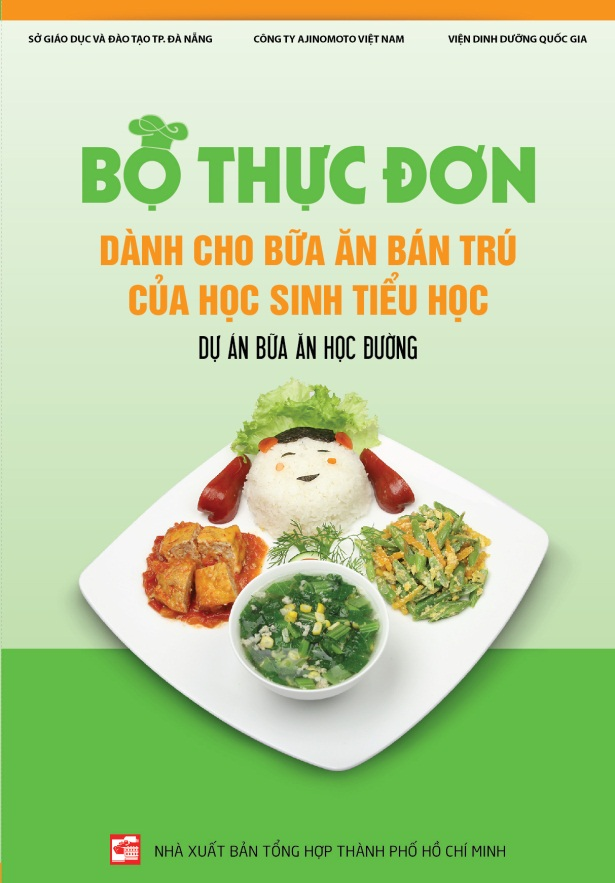 SỞ GIÁO DỤC VÀ ĐÀO TẠO TP. ĐÀ NẴNG
CÔNG TY AJINOMOTO VIỆT NAM
VIỆN DINH DƯỠNG QUỐC GIA
BỘ THỰC ĐƠN
DÀNH CHO BỮA ĂN BÁN TRÚ
CỦA HỌC SINH TIỂU HỌC
DỰ ÁN BỮA ĂN HỌC ĐƯỜNG
NHÀ XUẤT BẢN TỔNG HỢP THÀNH PHỐ HỒ CHÍ MINH